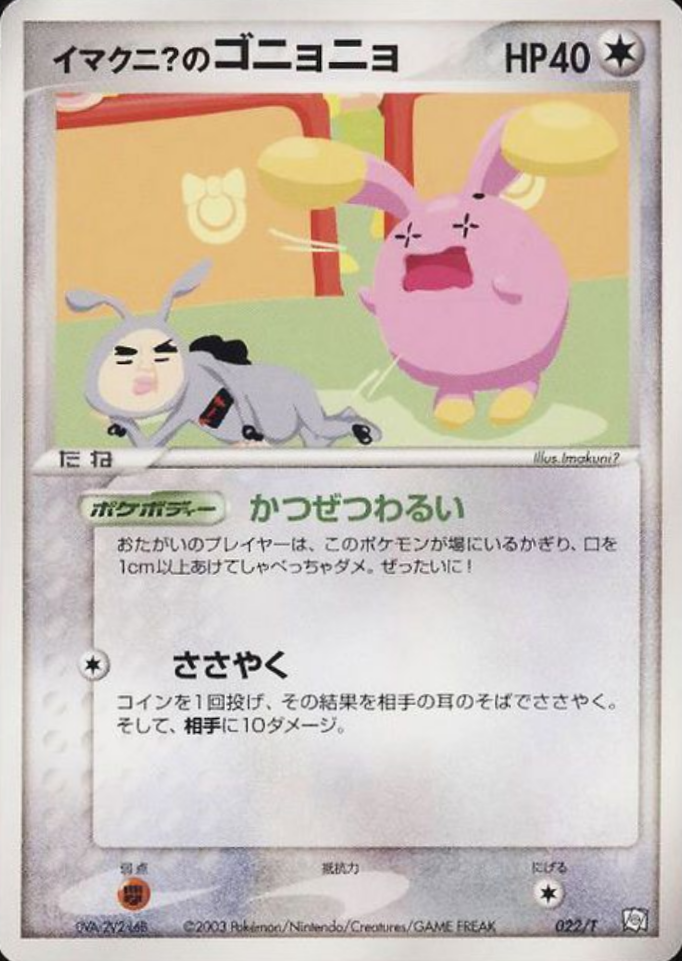 イマクニ?のゴニョニョ HP40
たね
Illus.Imakuni?
ポケボディー かつぜつわるい
おたがいのプレイヤーは、このポケモンが場にいるかぎり、口を
1cm以上あけてしゃべっちゃダメ。ぜったいに!
ささやく
コインを1回投げ、その結果を相手の耳のそばでささやく。
そして、相手に10ダメージ。
弱点 抵抗力 にげる
©2003 Pokémon/Nintendo/Creatures/GAME FREAK 022/T